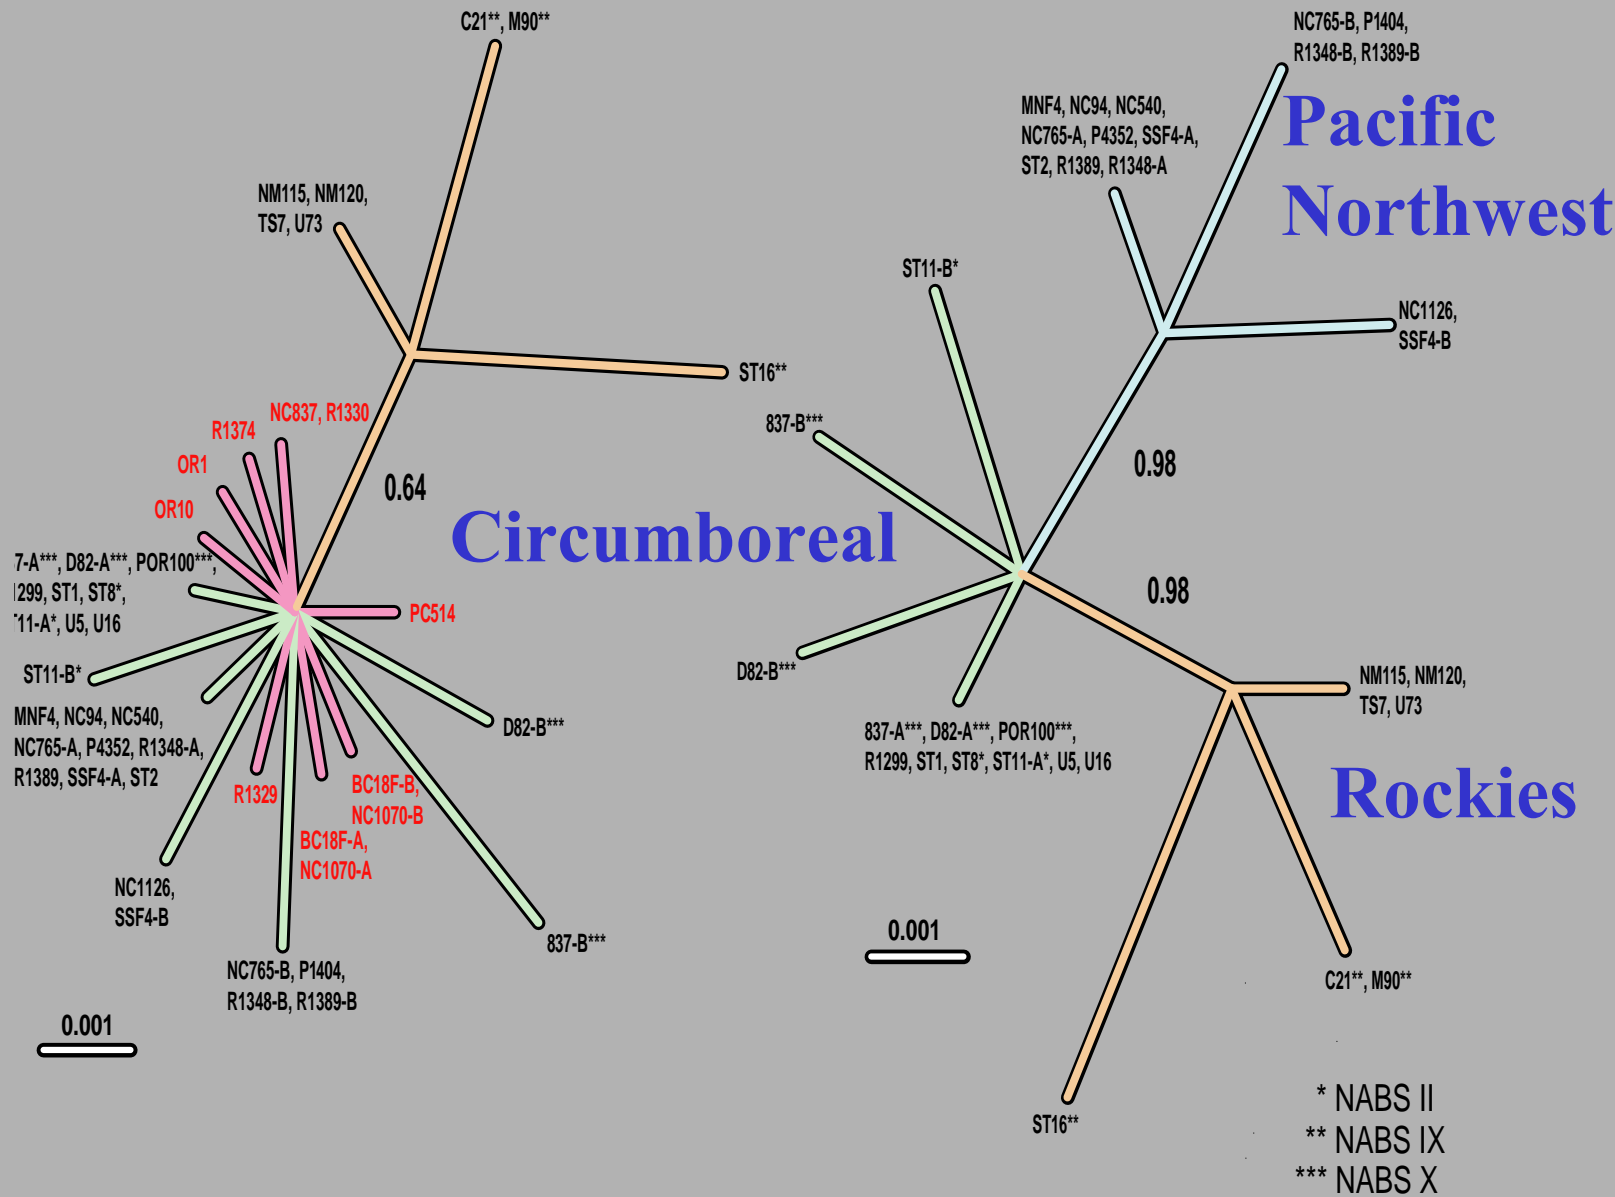 C21**, M90**
NM115, NM120,
TS7, U73
ST16**
NC837, R1330
R1374
OR1
OR10
0.64
Circumboreal
7-A***, D82-A***, POR100***,
1299, ST1, ST8*,
11-A*, U5, U16
PC514
ST11-B*
D82-B***
MNF4, NC94, NC540,
NC765-A, P4352, R1348-A,
R1389, SSF4-A, ST2
R1329
BC18F-B,
NC1070-B
BC18F-A,
NC1070-A
NC1126,
SSF4-B
837-B***
NC765-B, P1404,
R1348-B, R1389-B
0.001
NC765-B, P1404,
R1348-B, R1389-B
Pacific
Northwest
MNF4, NC94, NC540,
NC765-A, P4352, SSF4-A,
ST2, R1389, R1348-A
ST11-B*
NC1126,
SSF4-B
837-B***
0.98
0.98
D82-B***
NM115, NM120,
TS7, U73
837-A***, D82-A***, POR100***,
R1299, ST1, ST8*, ST11-A*, U5, U16
Rockies
0.001
C21**, M90**
ST16**
* NABS II
** NABS IX
*** NABS X